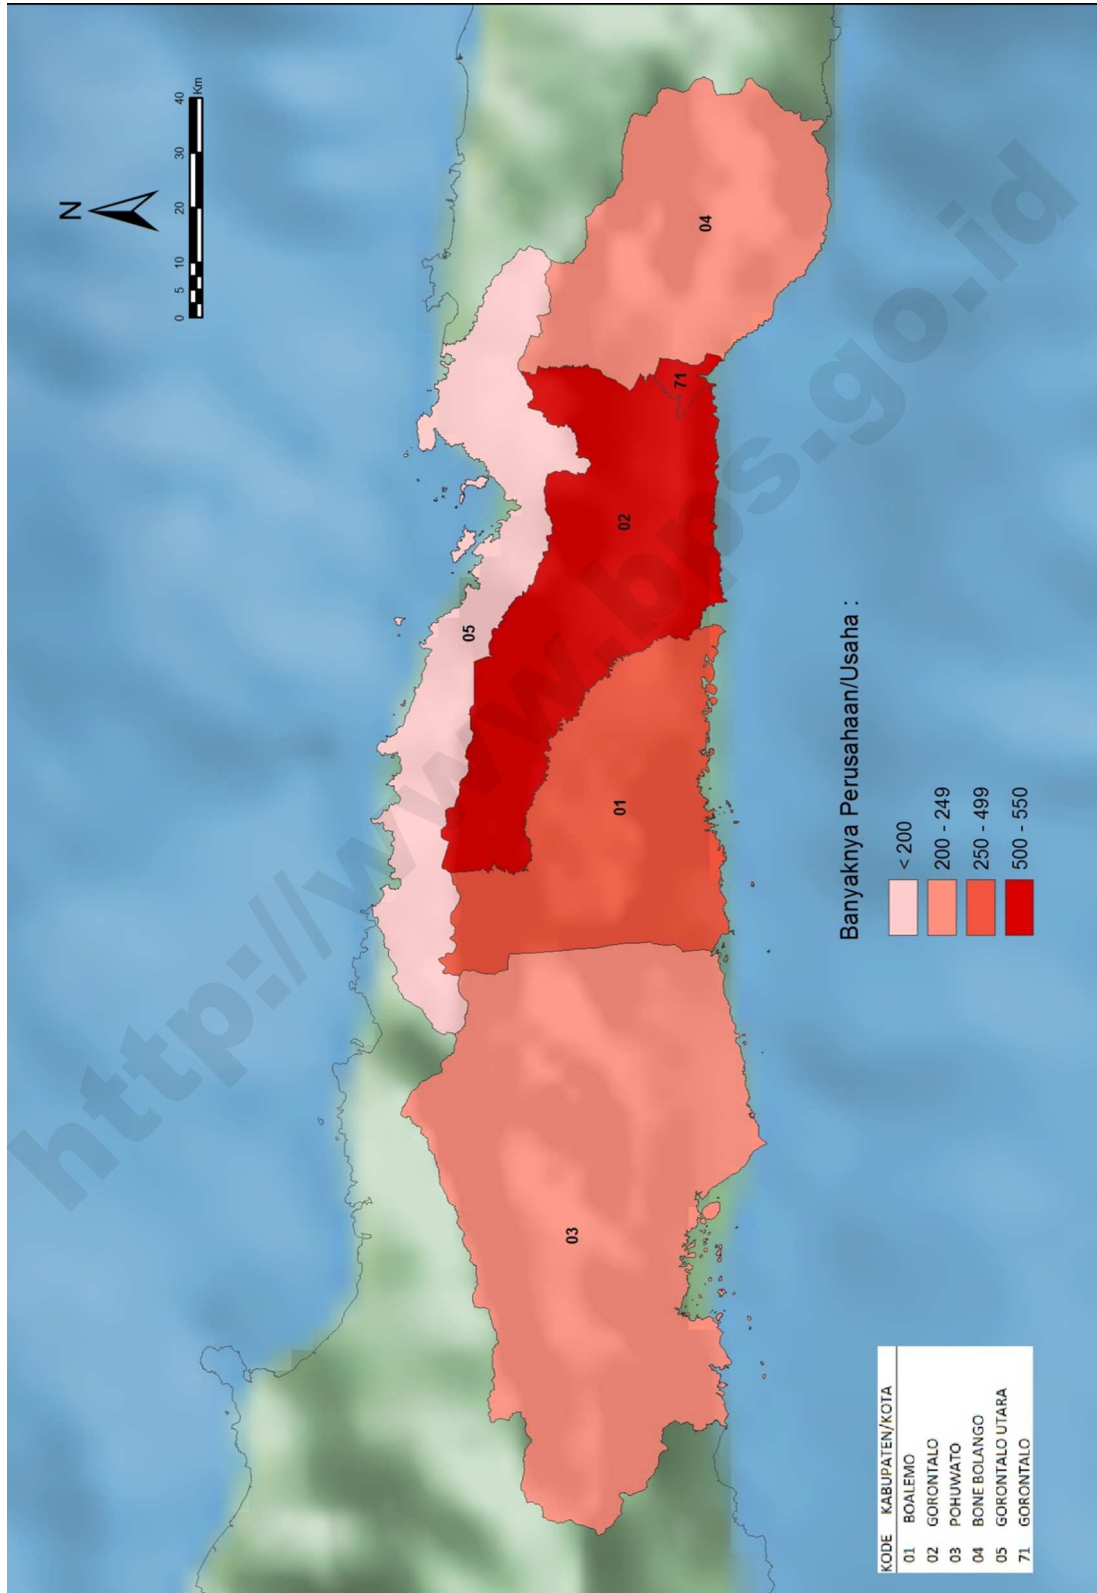 N
0 5 10 20 30 40
Km
05
04
02
71
01
03
Banyaknya Perusahaan/Usaha :
< 200
200 - 249
250 - 499
500 - 550
KODE KABUPATEN/KOTA
01 BOALEMO
02 GORONTALO
03 POHUWATO
04 BONE BOLANGO
05 GORONTALO UTARA
71 GORONTALO
http://www.bps.go.id